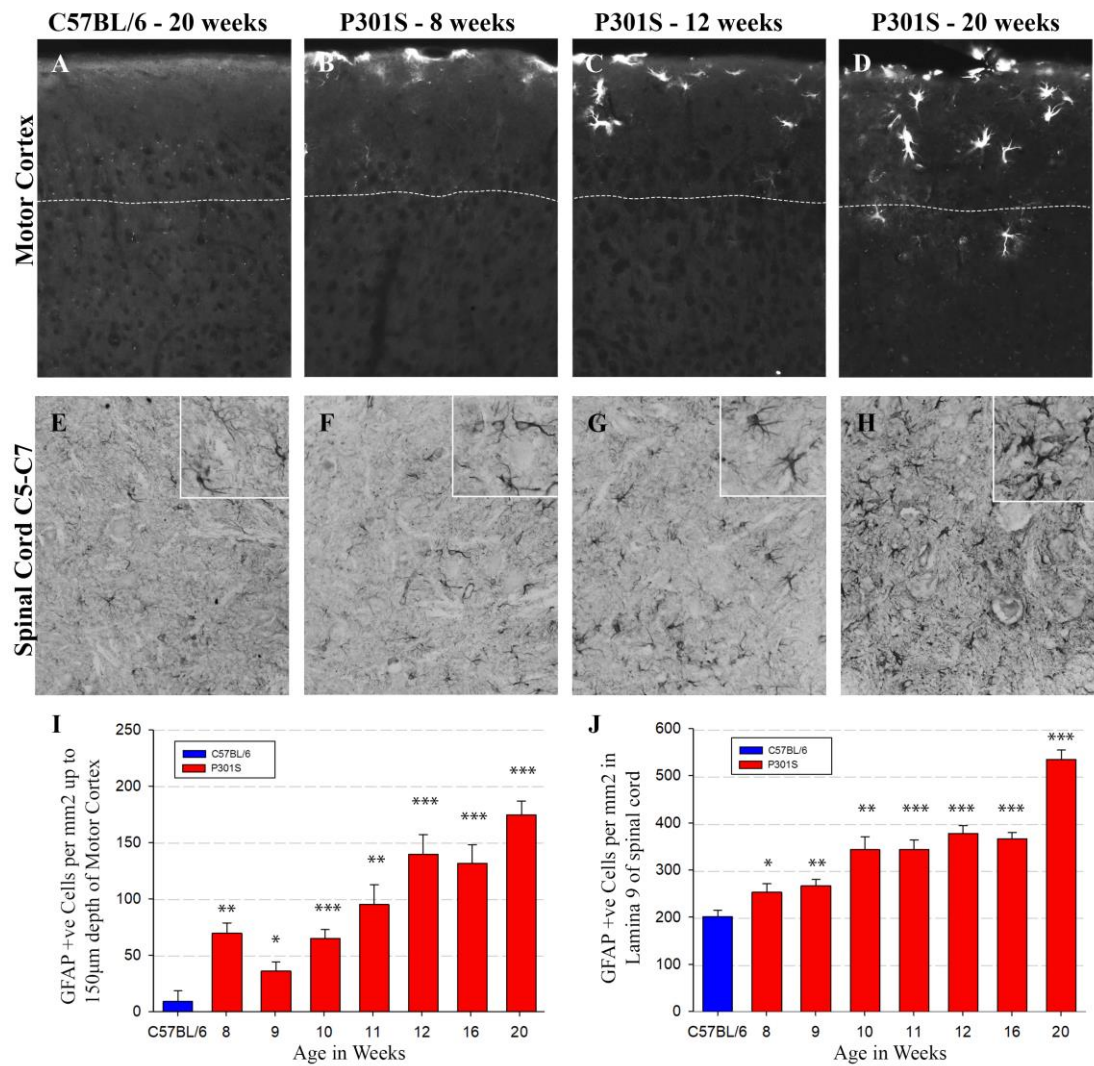 C57BL/6 - 20 weeks
P301S - 8 weeks
P301S - 12 weeks
P301S - 20 weeks
Motor Cortex
A
B
C
D
Spinal Cord C5-C7
E
F
G
H
I
GFAP +ve Cells per mm2 up to
150μm depth of Motor Cortex
250
200
150
100
50
0
C57BL/6
P301S
**
*
***
**
***
***
***
C57BL/6
8
9
10
11
12
16
20
Age in Weeks
J
GFAP +ve Cells per mm2 in
Lamina 9 of spinal cord
600
500
400
300
200
100
0
C57BL/6
P301S
*
**
**
***
***
***
***
C57BL/6
8
9
10
11
12
16
20
Age in Weeks